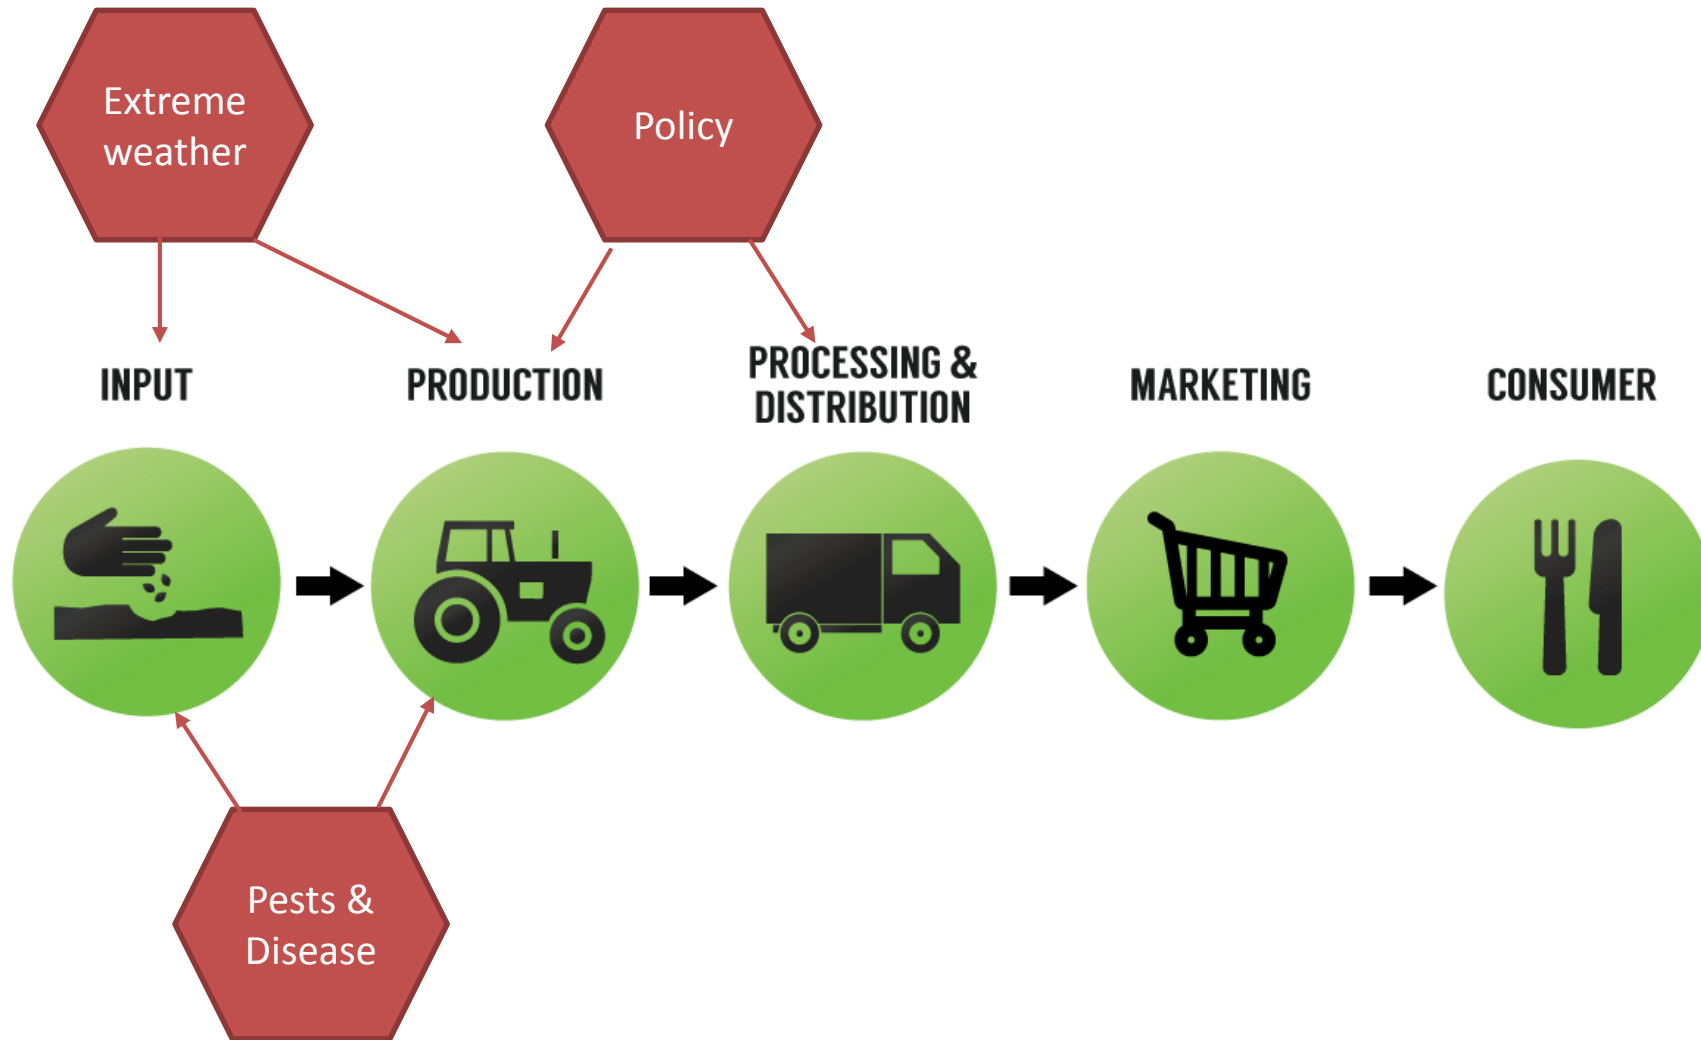 Extreme
weather
Policy
INPUT
PRODUCTION
PROCESSING &
DISTRIBUTION
MARKETING
CONSUMER
Pests &
Disease